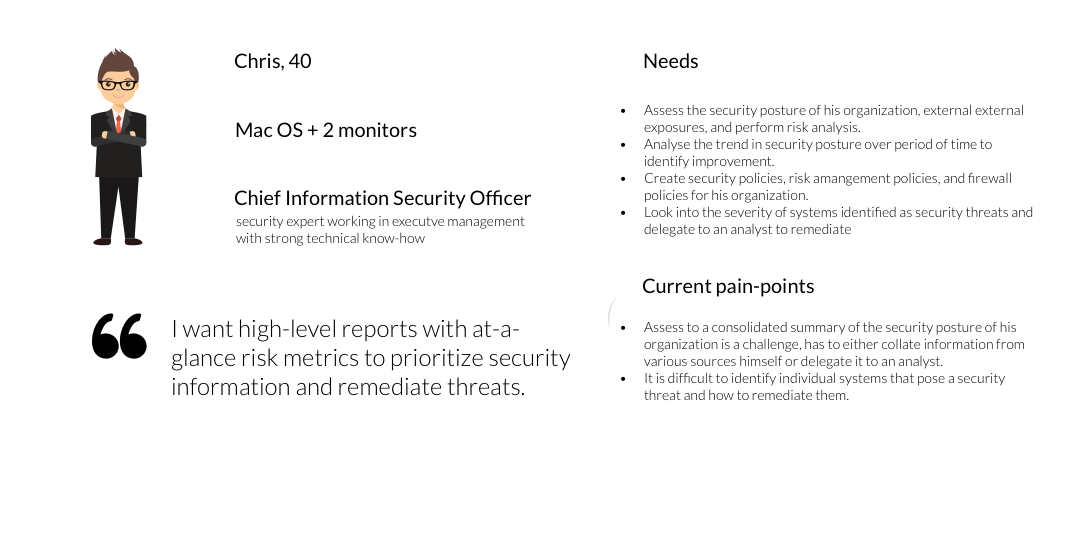 Chris, 40
Mac OS + 2 monitors
Chief Information Security Officer
security expert working in executve management
with strong technical know-how
“
I want high-level reports with at-a-
glance risk metrics to prioritize security
information and remediate threats.
Needs
• Assess the security posture of his organization, external external
exposures, and perform risk analysis.
• Analyse the trend in security posture over period of time to
identify improvement.
• Create security policies, risk amangement policies, and firewall
policies for his organization.
• Look into the severity of systems identified as security threats and
delegate to an analyst to remediate
Current pain-points
• Assess to a consolidated summary of the security posture of his
organization is a challenge, has to either collate information from
various sources himself or delegate it to an analyst.
• It is difficult to identify individual systems that pose a security
threat and how to remediate them.